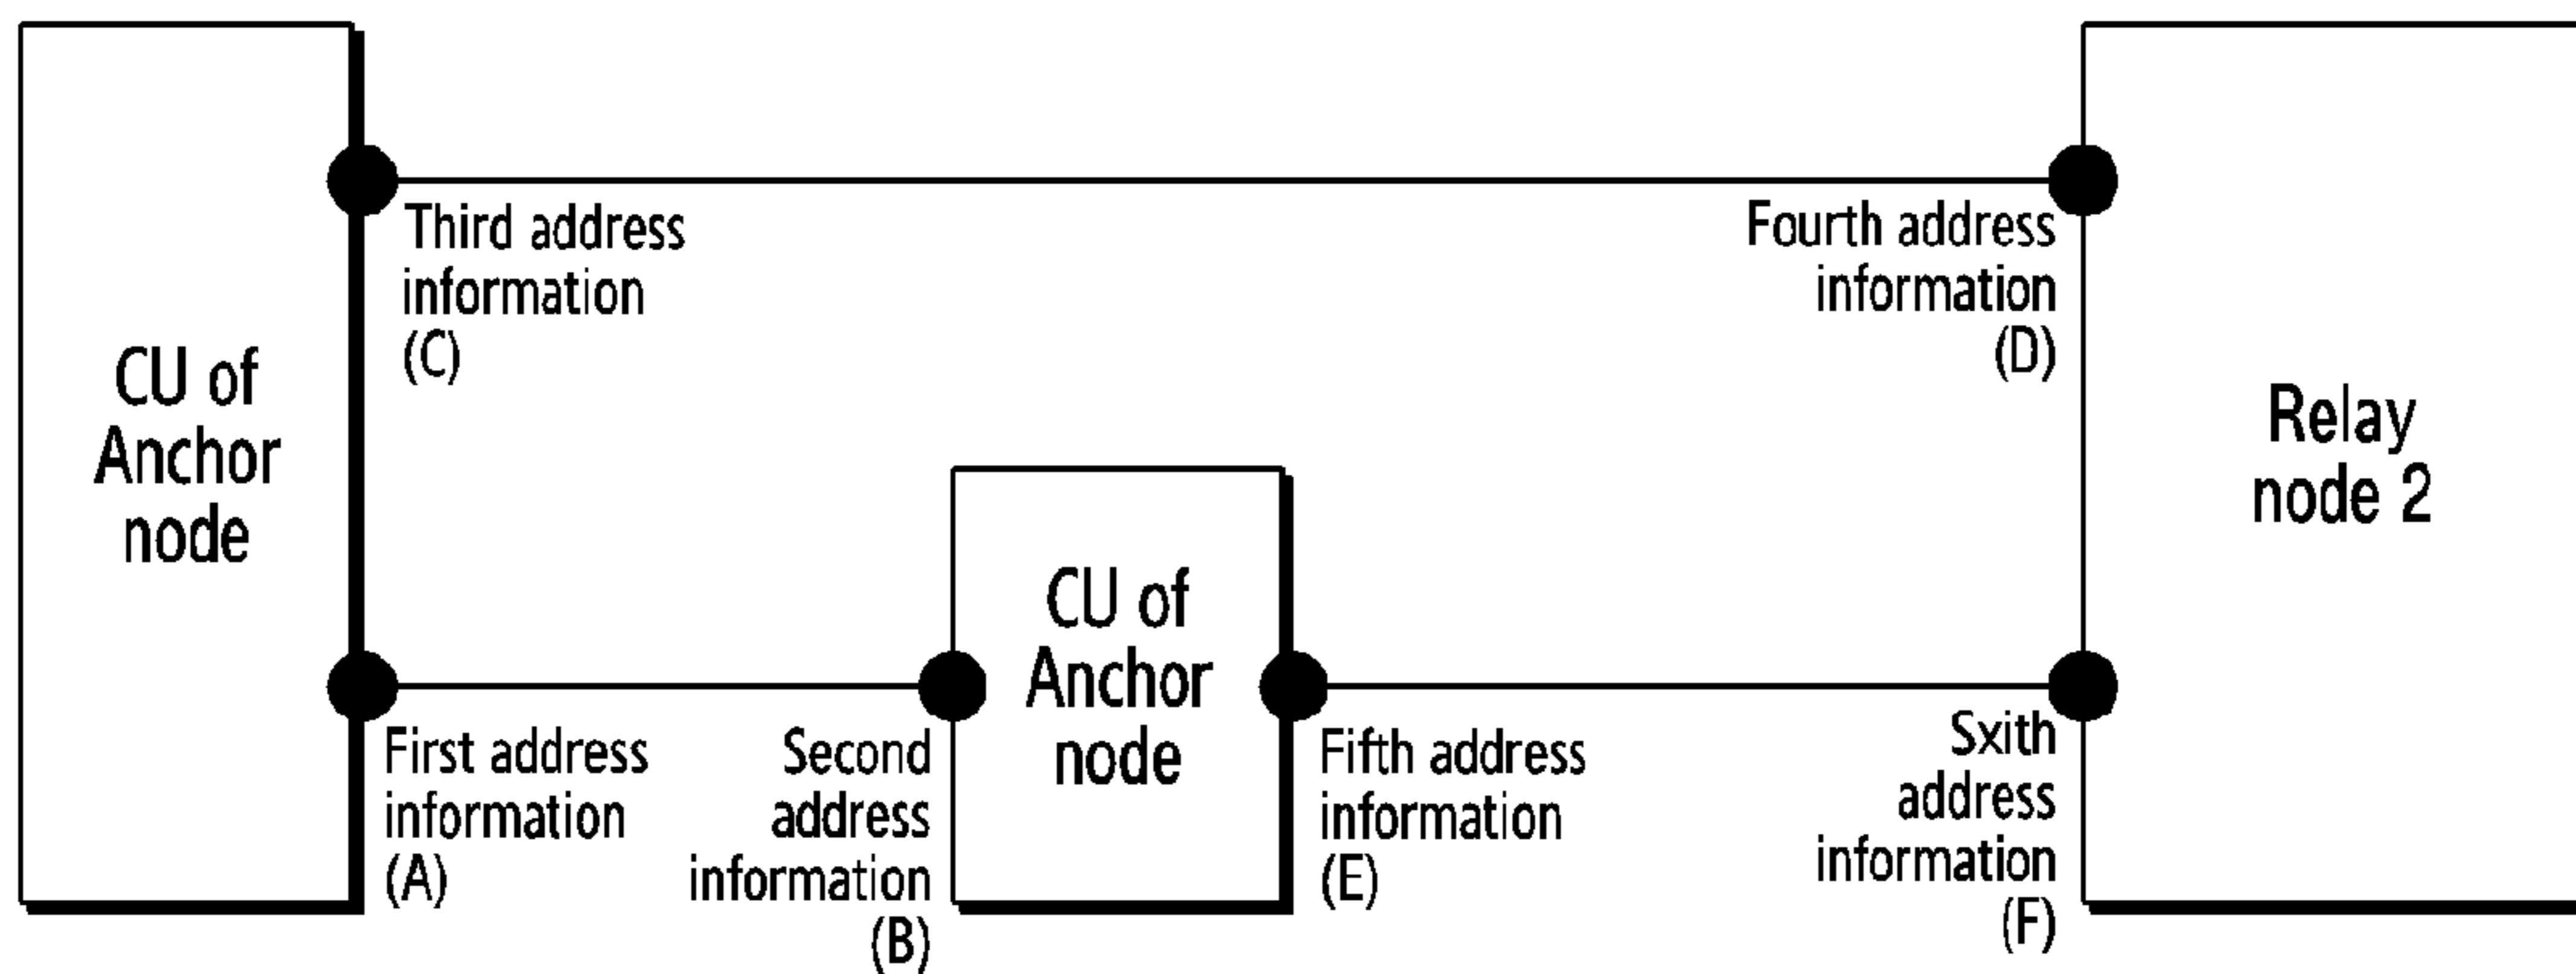 CU of
Anchor
node
Third address
information
(C)
Fourth address
information
(D)
Relay
node 2
CU of
Anchor
node
First address
information
(A)
Second
address
information
(B)
Fifth address
information
(E)
Sxith
address
information
(F)